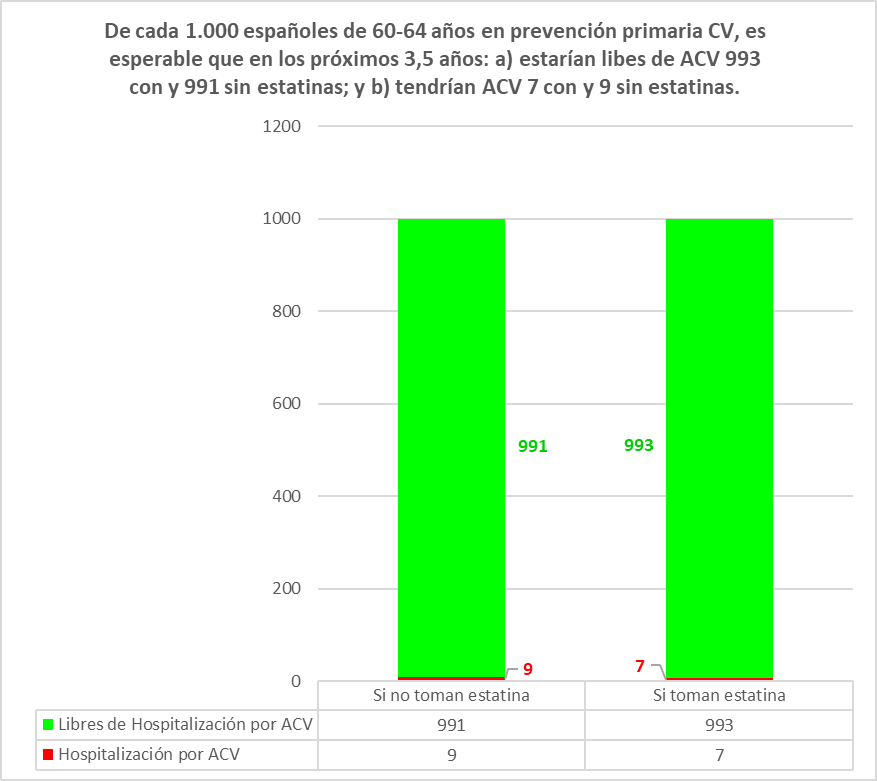 De cada 1.000 españoles de 60-64 años en prevención primaria CV, es
esperable que en los próximos 3,5 años: a) estarían libes de ACV 993
con y 991 sin estatinas; y b) tendrían ACV 7 con y 9 sin estatinas.
1200
1000
800
600
400
200
0
991
993
9
7
Si no toman estatina
Si toman estatina
Libres de Hospitalización por ACV 991 993
Hospitalización por ACV 9 7